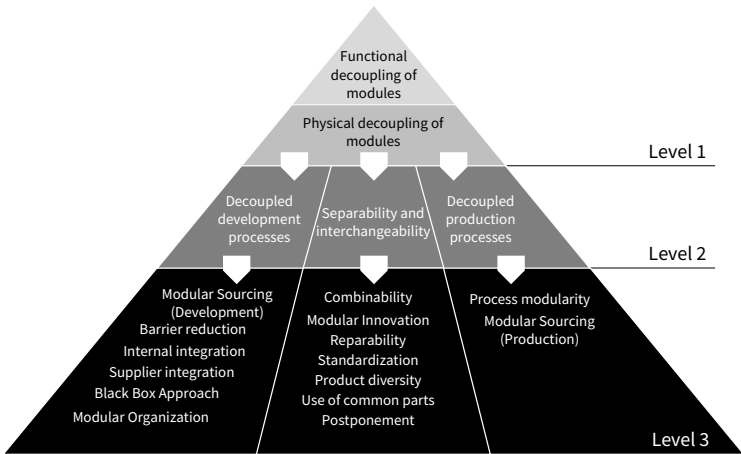 Functional
decoupling of
modules
Physical decoupling of
modules
Level 1
Decoupled
development
processes
Separability and
interchangeability
Decoupled
production
processes
Level 2
Modular Sourcing
(Development)
Barrier reduction
Internal integration
Supplier integration
Black Box Approach
Modular Organization
Combinability
Modular Innovation
Reparability
Standardization
Product diversity
Use of common parts
Postponement
Process modularity
Modular Sourcing
(Production)
Level 3